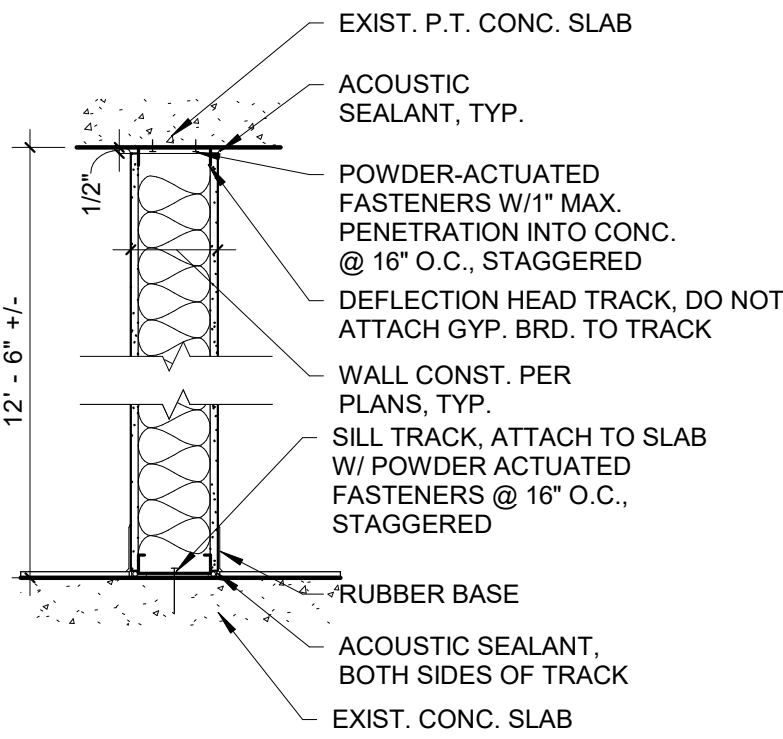 EXIST. P.T. CONC. SLAB
ACOUSTIC
SEALANT, TYP.
1/2"
POWDER-ACTUATED
FASTENERS W/1" MAX.
PENETRATION INTO CONC.
@ 16" O.C., STAGGERED
DEFLECTION HEAD TRACK, DO NOT
ATTACH GYP. BRD. TO TRACK
12' - 6" +/-
WALL CONST. PER
PLANS, TYP.
SILL TRACK, ATTACH TO SLAB
W/ POWDER ACTUATED
FASTENERS @ 16" O.C.,
STAGGERED
RUBBER BASE
ACOUSTIC SEALANT,
BOTH SIDES OF TRACK
EXIST. CONC. SLAB